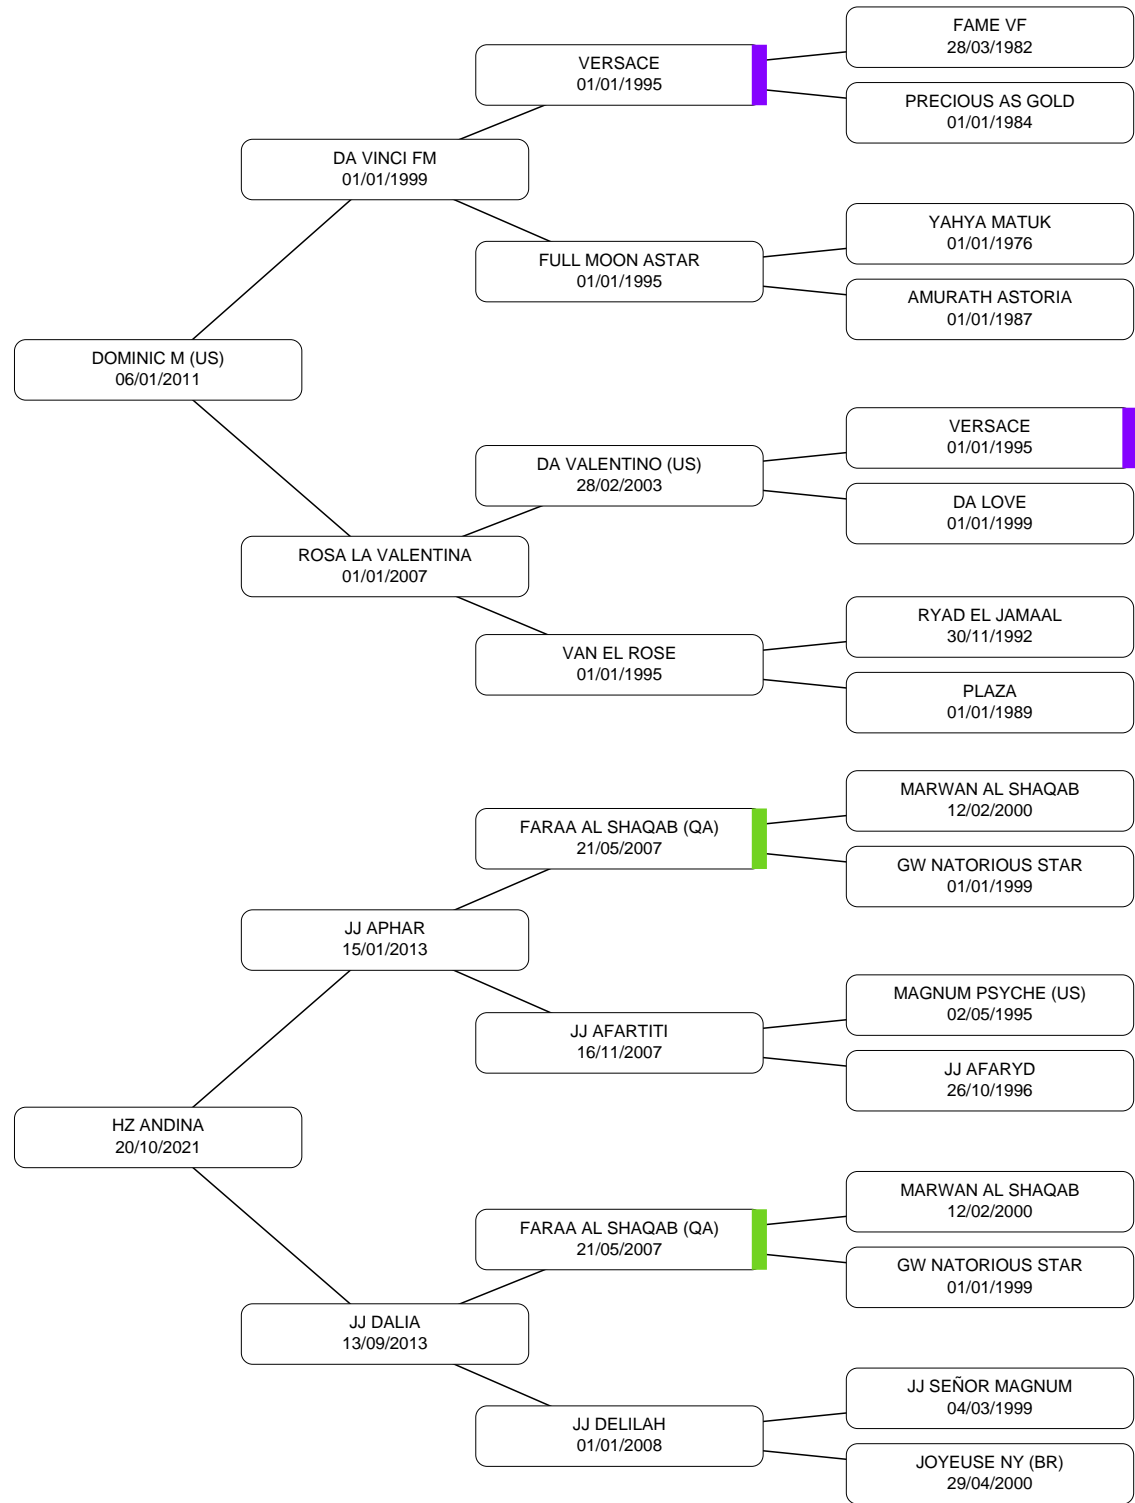 FAME VF
28/03/1982
VERSACE
01/01/1995
PRECIOUS AS GOLD
01/01/1984
DA VINCI FM
01/01/1999
YAHYA MATUK
01/01/1976
FULL MOON ASTAR
01/01/1995
AMURATH ASTORIA
01/01/1987
DOMINIC M (US)
06/01/2011
VERSACE
01/01/1995
DA VALENTINO (US)
28/02/2003
DA LOVE
01/01/1999
ROSA LA VALENTINA
01/01/2007
RYAD EL JAMAAL
30/11/1992
VAN EL ROSE
01/01/1995
PLAZA
01/01/1989
MARWAN AL SHAQAB
12/02/2000
FARAA AL SHAQAB (QA)
21/05/2007
GW NATORIOUS STAR
01/01/1999
JJ APHAR
15/01/2013
MAGNUM PSYCHE (US)
02/05/1995
JJ AFARTITI
16/11/2007
JJ AFARYD
26/10/1996
HZ ANDINA
20/10/2021
MARWAN AL SHAQAB
12/02/2000
FARAA AL SHAQAB (QA)
21/05/2007
GW NATORIOUS STAR
01/01/1999
JJ DALIA
13/09/2013
JJ SEÑOR MAGNUM
04/03/1999
JJ DELILAH
01/01/2008
JOYEUSE NY (BR)
29/04/2000